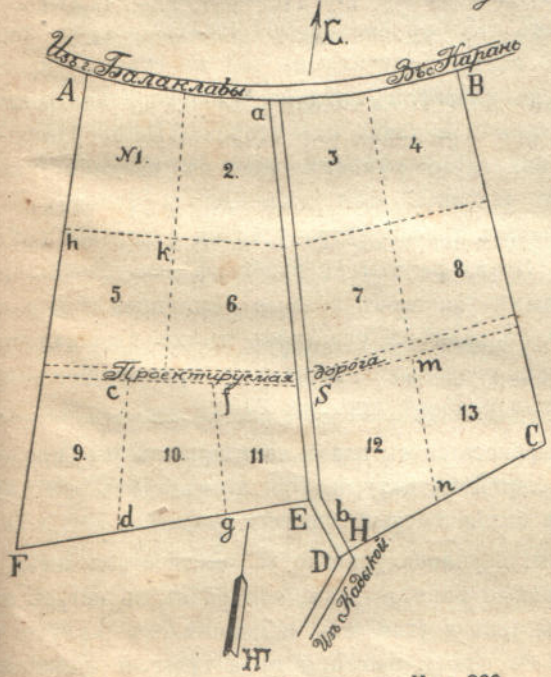 С.
Изъ г. Балаклавы
Въ с. Карань
A
B
a
№1.
2.
3
4
h
k
5
6
7
8
Проектируемая дорога
c
f
S
m
9.
10.
11
12
13
C
d
g
E
b
H
n
F
D
Изъ с. Кадыкой